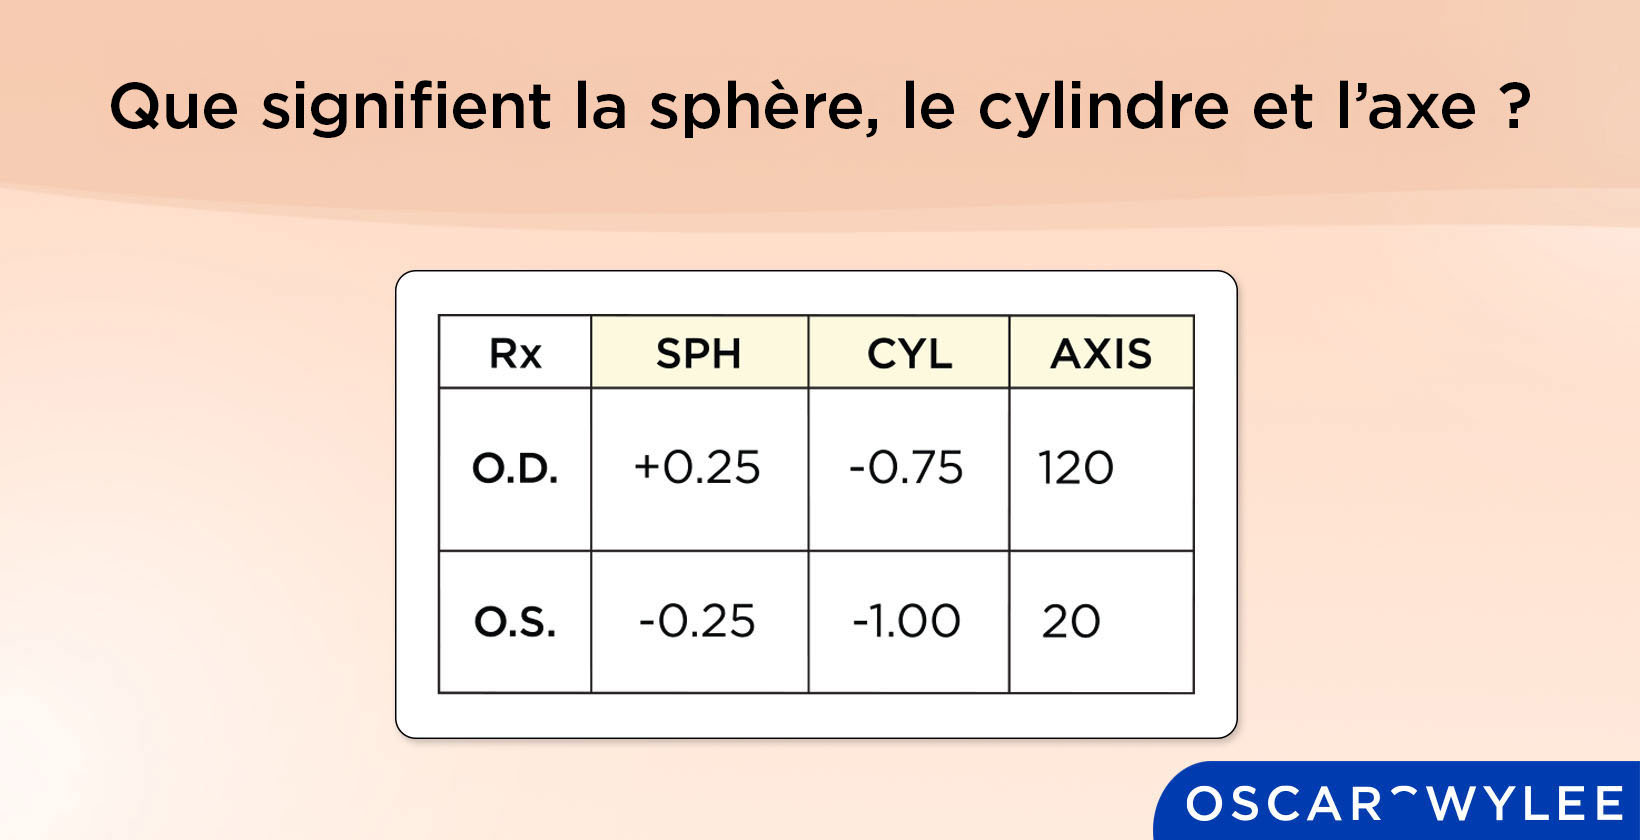 Que signifient la sphère, le cylindre et l’axe ?
Rx SPH CYL AXIS
O.D. +0.25 -0.75 120
O.S. -0.25 -1.00 20
OSCAR WYLEE